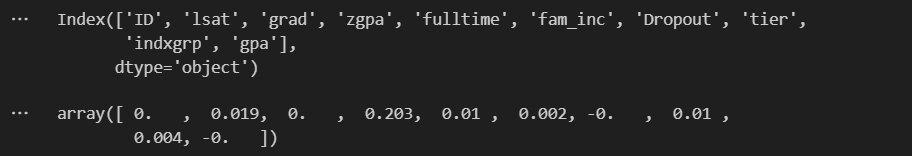 ... Index(['ID', 'lsat', 'grad', 'zgpa', 'fulltime', 'fam_inc', 'Dropout', 'tier',
'indxgrp', 'gpa'],
dtype='object')
... array([ 0.   ,  0.019,  0.   ,  0.203,  0.01 ,  0.002, -0.   ,  0.01 ,
0.004, -0.   ])